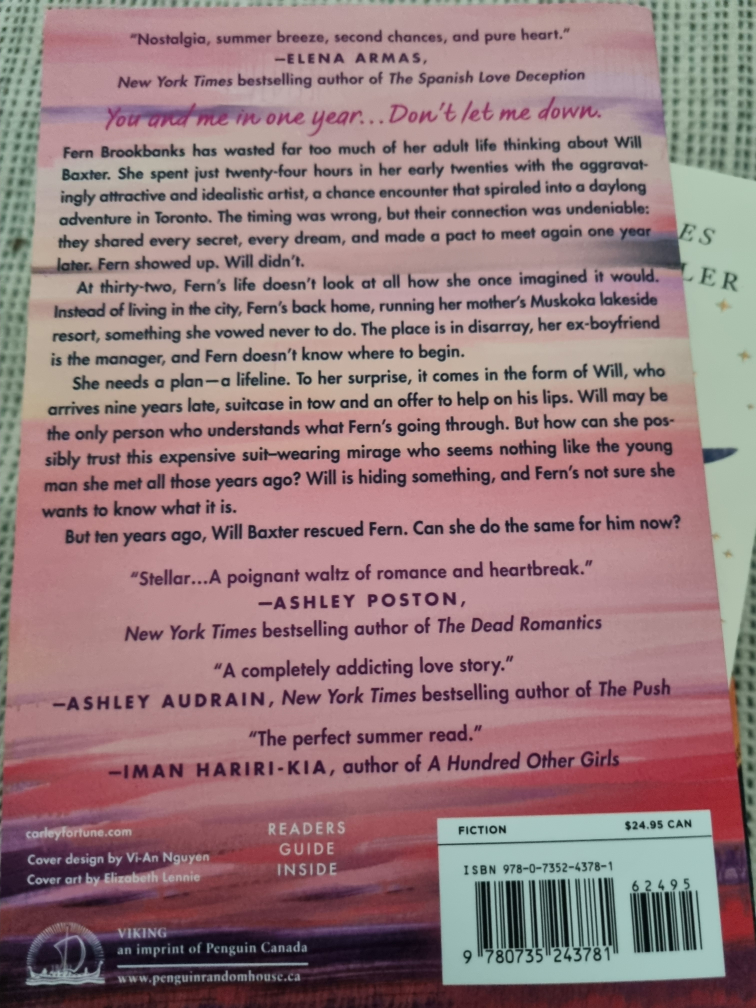 “Nostalgia, summer breeze, second chances, and pure heart.”
—ELENA ARMAS,
New York Times bestselling author of The Spanish Love Deception
You and me in one year...Don't let me down.
Fern Brookbanks has wasted far too much of her adult life thinking about Will
Baxter. She spent just twenty-four hours in her early twenties with the aggravat-
ingly attractive and idealistic artist, a chance encounter that spiraled into a daylong
adventure in Toronto. The timing was wrong, but their connection was undeniable:
they shared every secret, every dream, and made a pact to meet again one year
later. Fern showed up. Will didn't.
At thirty-two, Fern's life doesn't look at all how she once imagined it would.
Instead of living in the city, Fern's back home, running her mother's Muskoka lakeside
resort, something she vowed never to do. The place is in disarray, her ex-boyfriend
is the manager, and Fern doesn't know where to begin.
She needs a plan—a lifeline. To her surprise, it comes in the form of Will, who
arrives nine years late, suitcase in tow and an offer to help on his lips. Will may be
the only person who understands what Fern's going through. But how can she pos-
sibly trust this expensive suit-wearing mirage who seems nothing like the young
man she met all those years ago? Will is hiding something, and Fern's not sure she
wants to know what it is.
But ten years ago, Will Baxter rescued Fern. Can she do the same for him now?
“Stellar...A poignant waltz of romance and heartbreak.”
—ASHLEY POSTON,
New York Times bestselling author of The Dead Romantics
“A completely addicting love story.”
—ASHLEY AUDRAIN, New York Times bestselling author of The Push
“The perfect summer read.”
—IMAN HARIRI-KIA, author of A Hundred Other Girls
carleyfortune.com
Cover design by Vi-An Nguyen
Cover art by Elizabeth Lennie
READERS
GUIDE
INSIDE
VIKING
an imprint of Penguin Canada
www.penguinrandomhouse.ca
FICTION
$24.95 CAN
ISBN 978-0-7352-4378-1
62495
9 780735 243781
ES
LER